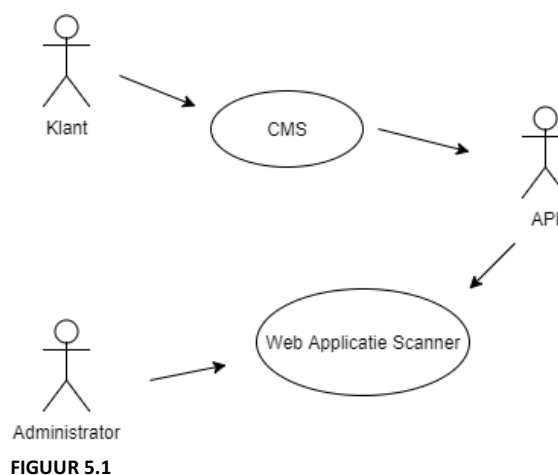 Klant
CMS
API
Web Applicatie Scanner
Administrator
FIGUUR 5.1